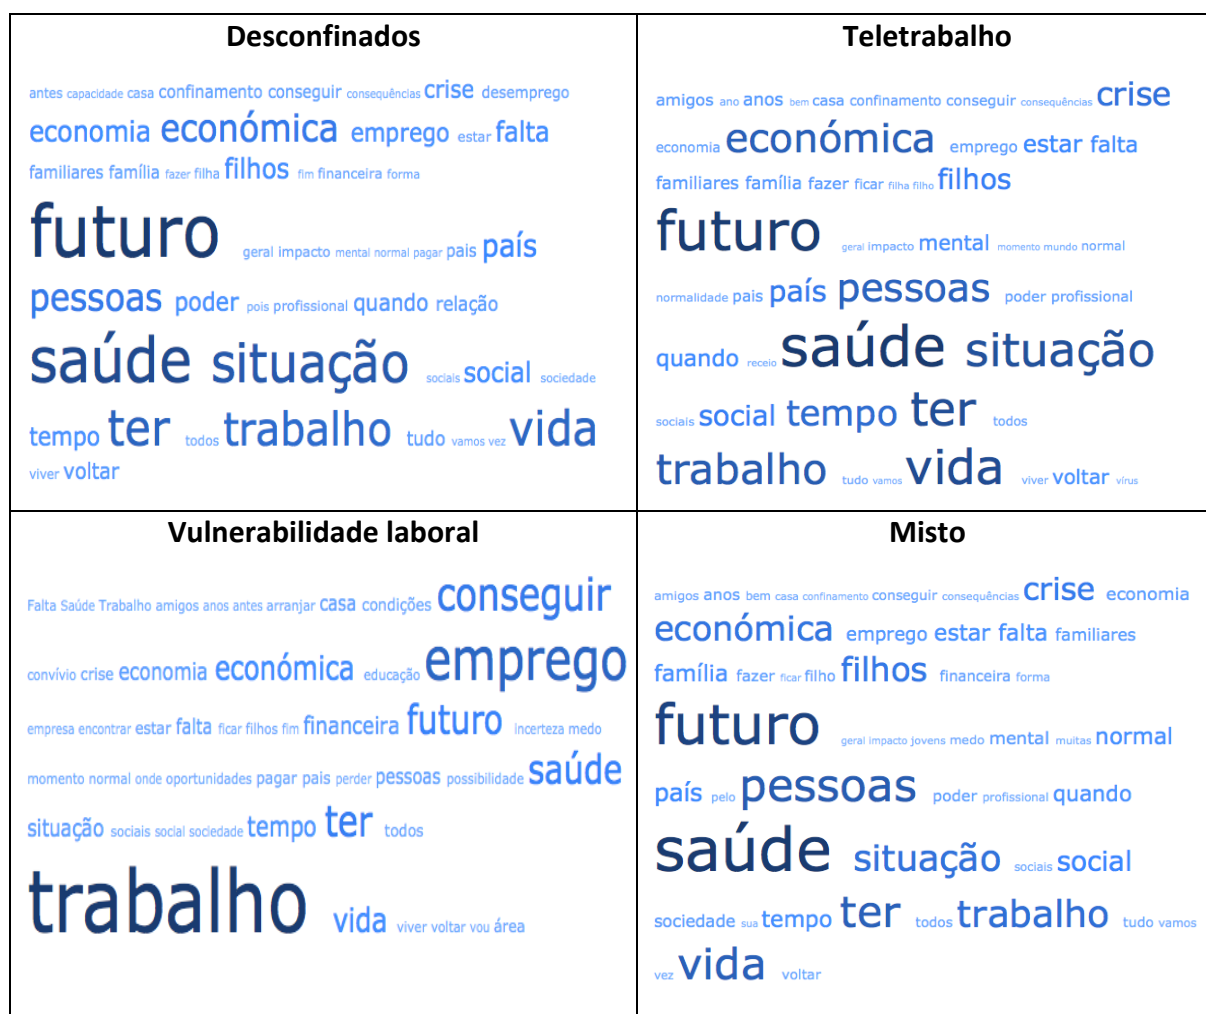 Desconfinados
antes capacidade casa confinamento conseguir consequências crise desemprego
economia económica emprego estar falta
familiares família fazer filha filhos fim financeira forma
futuro geral impacto mental normal pagar pais país
pessoas poder pois profissional quando relação
saúde situação sociais social sociedade
tempo ter todos trabalho tudo vamos vez vida
viver voltar
Teletrabalho
amigos ano anos bem casa confinamento conseguir consequências crise
economia económica emprego estar falta
familiares família fazer ficar filha filho filhos
futuro geral impacto mental momento mundo normal
normalidade pais país pessoas poder profissional
quando receio saúde situação
sociais social tempo ter todos
trabalho tudo vamos vida viver voltar vírus
Vulnerabilidade laboral
Falta Saúde Trabalho amigos anos antes arranjar casa condições conseguir
convívio crise economia económica educação emprego
empresa encontrar estar falta ficar filhos fim financeira futuro incerteza medo
momento normal onde oportunidades pagar pais perder pessoas possibilidade saúde
situação sociais social sociedade tempo ter todos
trabalho vida viver voltar vou área
Misto
amigos anos bem casa confinamento conseguir consequências crise economia
económica emprego estar falta familiares
família fazer ficar filho filhos financeira forma
futuro geral impacto jovens medo mental muitas normal
país pelo pessoas poder profissional quando
saúde situação sociais social
sociedade sua tempo ter todos trabalho tudo vamos
vez vida voltar